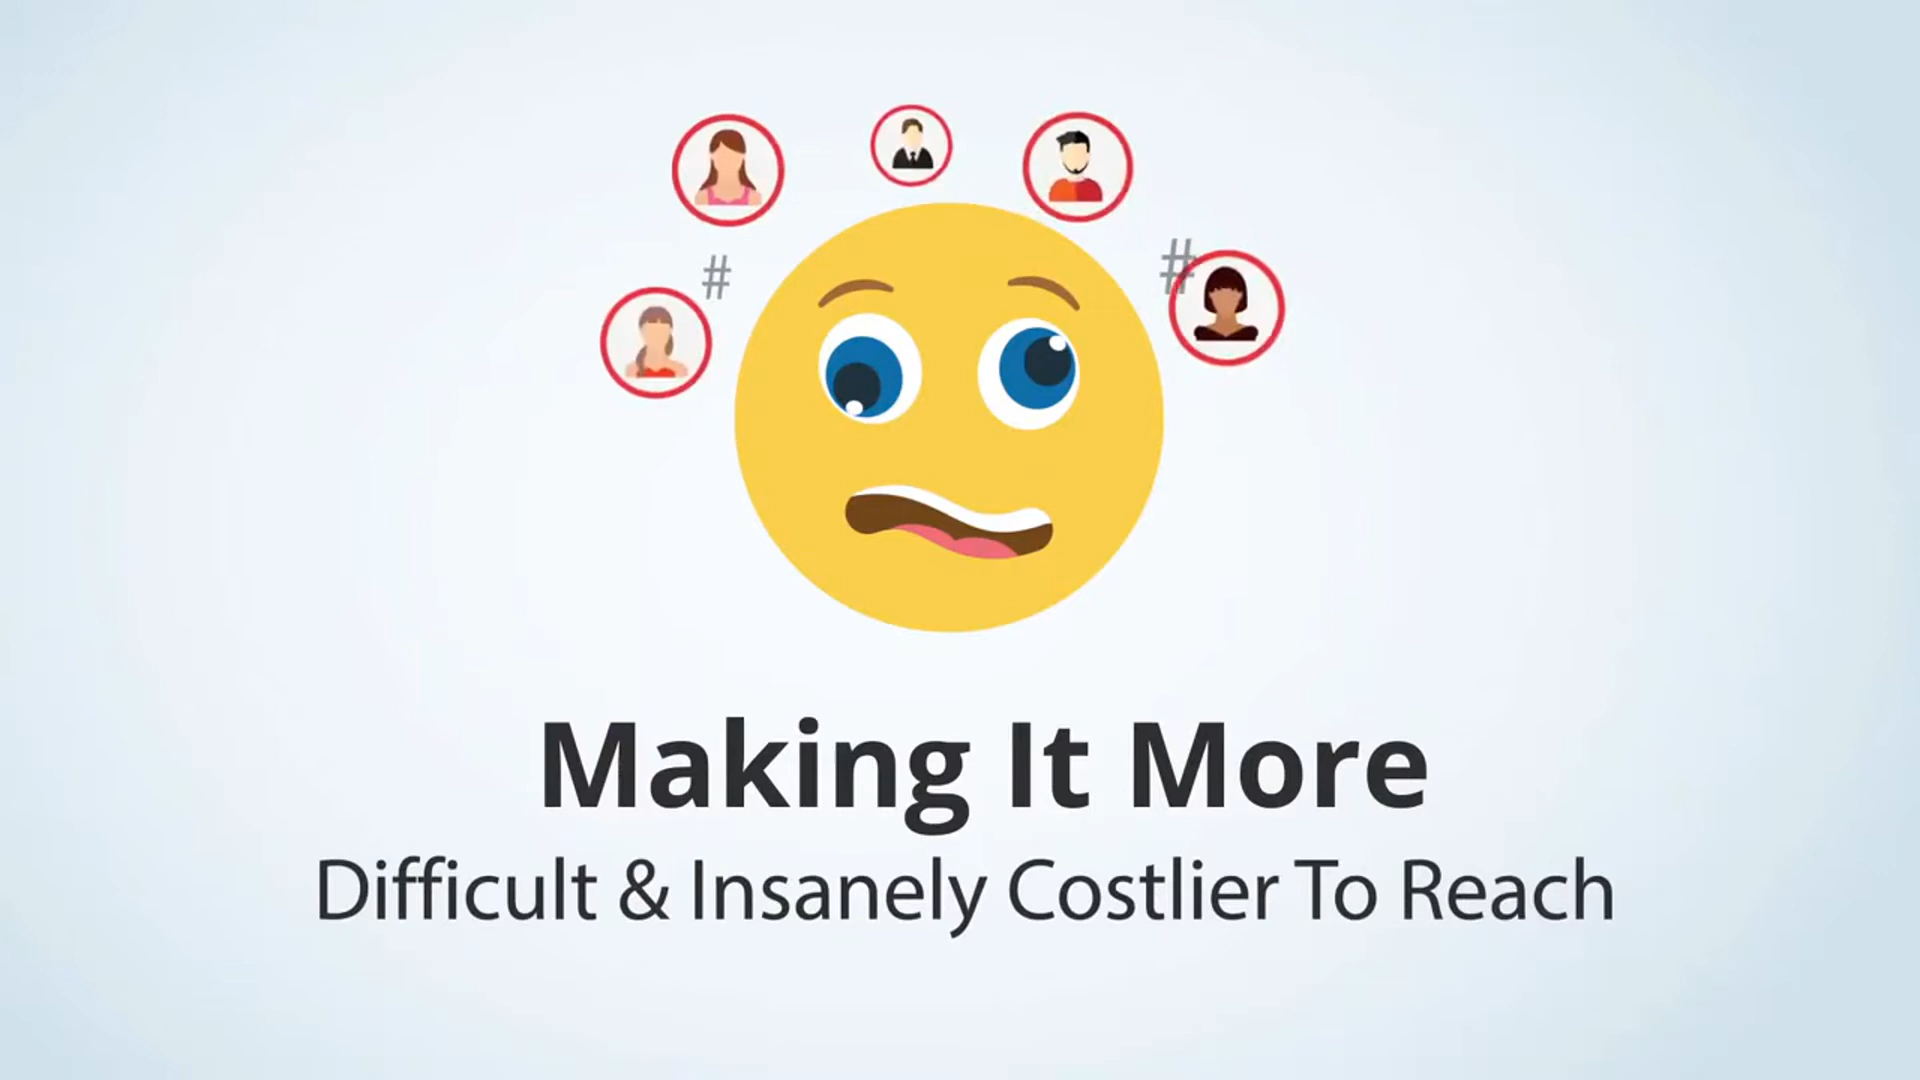 # #
Making It More
Difficult & Insanely Costlier To Reach